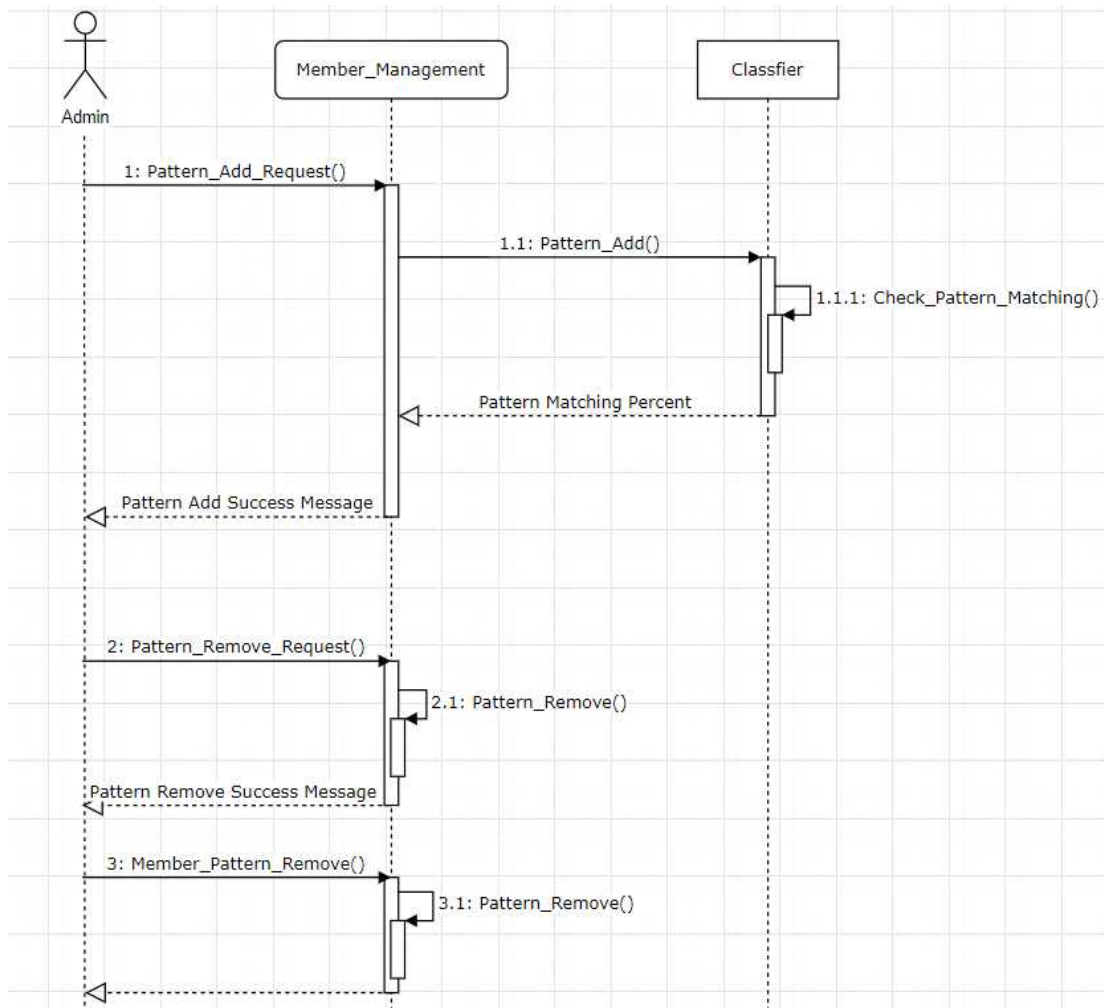 Member_Management
Classfier
Admin
1: Pattern_Add_Request()
1.1: Pattern_Add()
1.1.1: Check_Pattern_Matching()
Pattern Matching Percent
Pattern Add Success Message
2: Pattern_Remove_Request()
2.1: Pattern_Remove()
Pattern Remove Success Message
3: Member_Pattern_Remove()
3.1: Pattern_Remove()